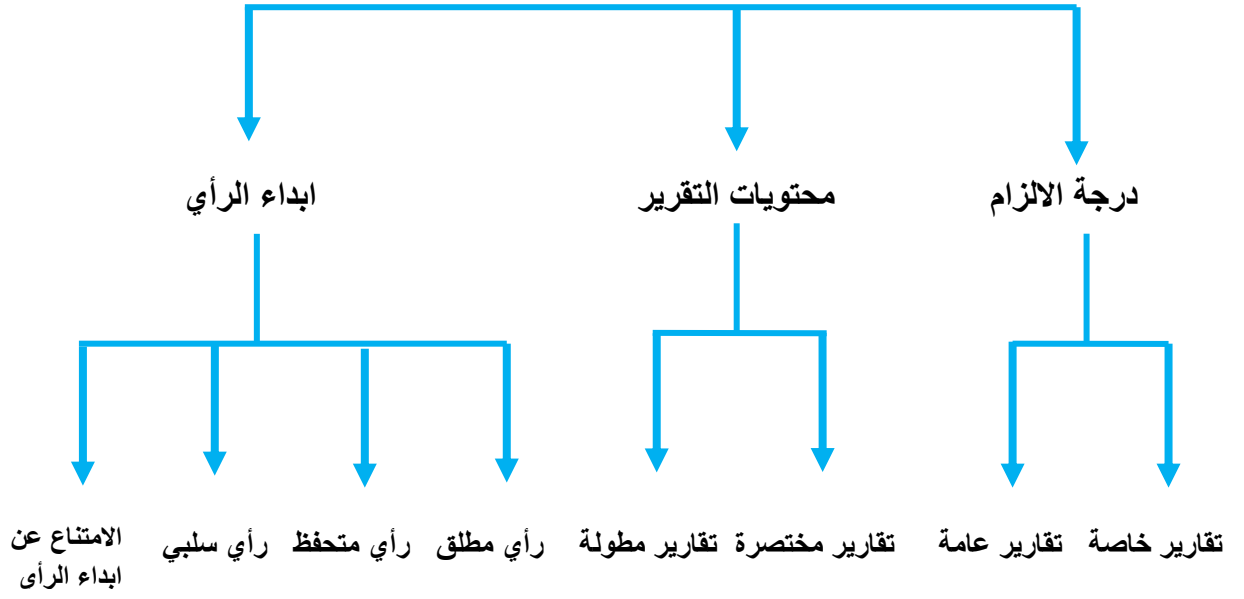 درجة الالزام
محتويات التقرير
ابداء الرأي
تقارير خاصة
تقارير عامة
تقارير مختصرة
تقارير مطولة
رأي مطلق
رأي متحفظ
رأي سلبي
الامتناع عن
ابداء الرأي